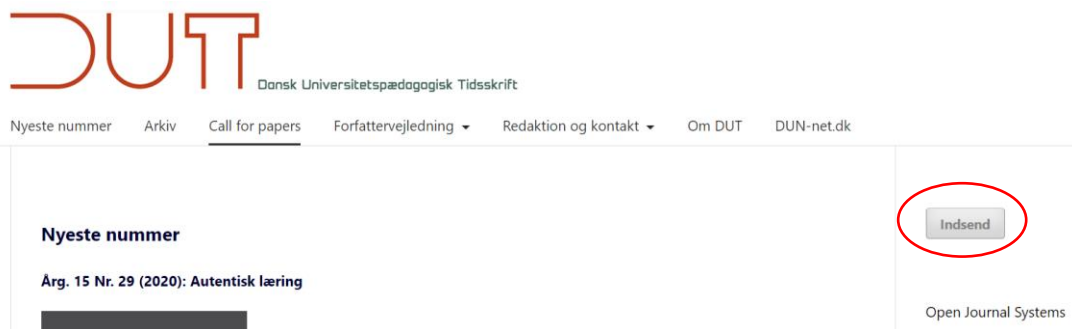 DUT
Dansk Universitetspædagogisk Tidsskrift
Nyeste nummer Arkiv Call for papers Forfattervejledning Redaktion og kontakt Om DUT DUN-net.dk
Indsend
Nyeste nummer
Årg. 15 Nr. 29 (2020): Autentisk læring
Open Journal Systems